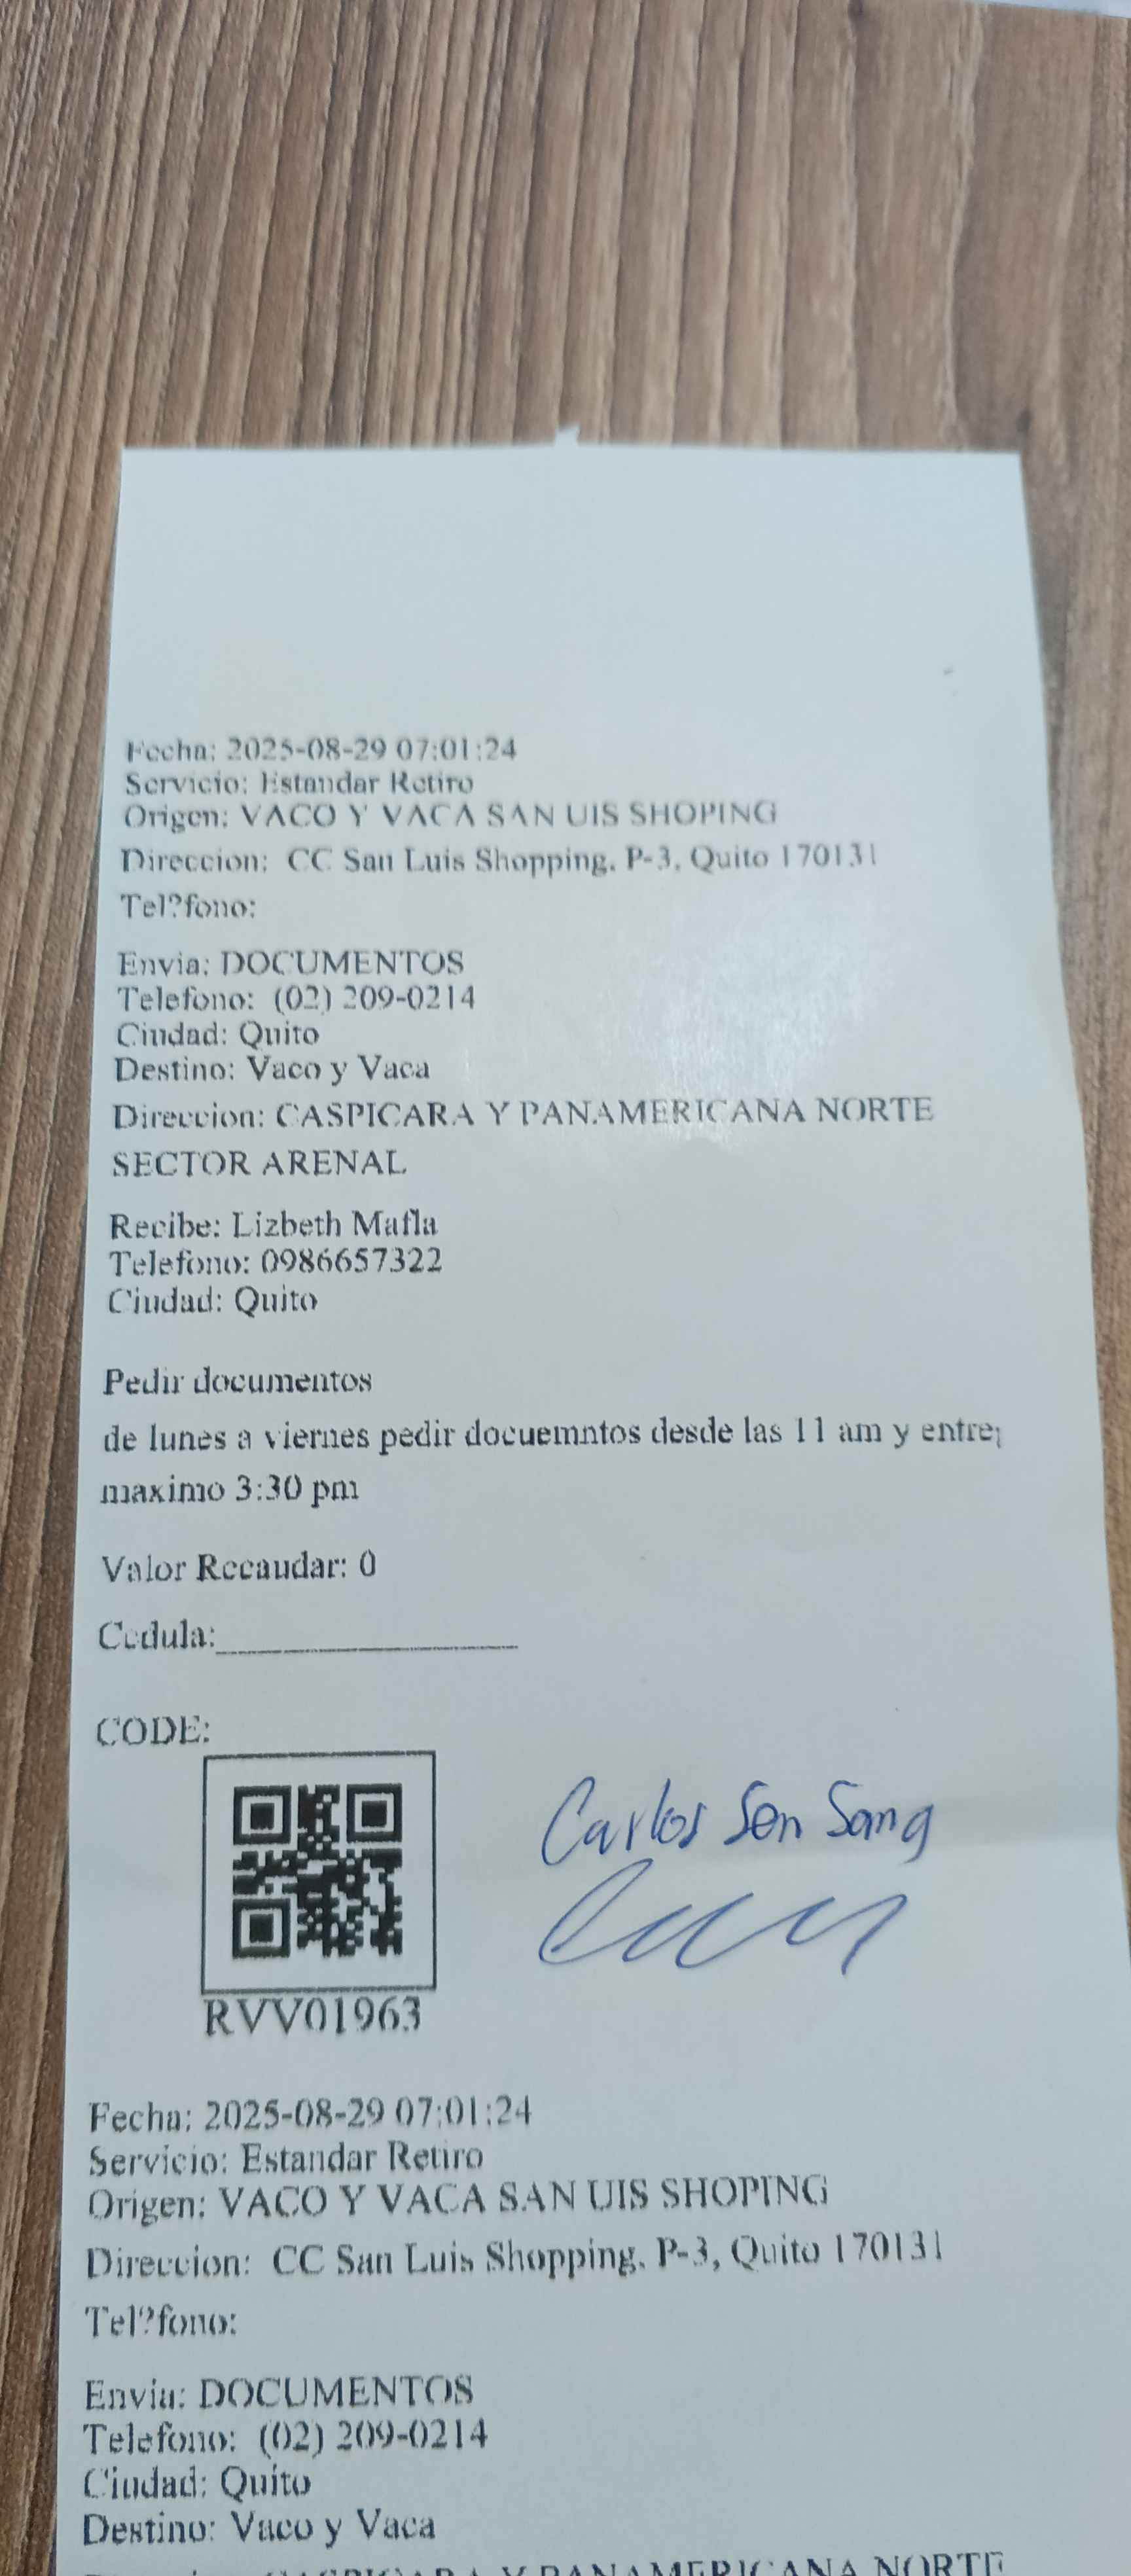 Fecha: 2025-08-29 07:01:24
Servicio: Estandar Retiro
Origen: VACO Y VACA SAN UIS SHOPING
Direccion: CC San Luis Shopping, P-3, Quito 170131
Tel?fono:
Envia: DOCUMENTOS
Telefono: (02) 209-0214
Ciudad: Quito
Destino: Vaco y Vaca
Direccion: CASPICARA Y PANAMERICANA NORTE
SECTOR ARENAL
Recibe: Lizbeth Mafla
Telefono: 0986657322
Ciudad: Quito
Pedir documentos
de lunes a viernes pedir docuemntos desde las 11 am y entre
maximo 3:30 pm
Valor Recaudar: 0
Cedula:_______________
CODE:
Carlos Sen Sang
RVV01963
Fecha: 2025-08-29 07:01:24
Servicio: Estandar Retiro
Origen: VACO Y VACA SAN UIS SHOPING
Direccion: CC San Luis Shopping, P-3, Quito 170131
Tel?fono:
Envia: DOCUMENTOS
Telefono: (02) 209-0214
Ciudad: Quito
Destino: Vaco y Vaca
CASPICARA Y PANAMERICANA NORTE